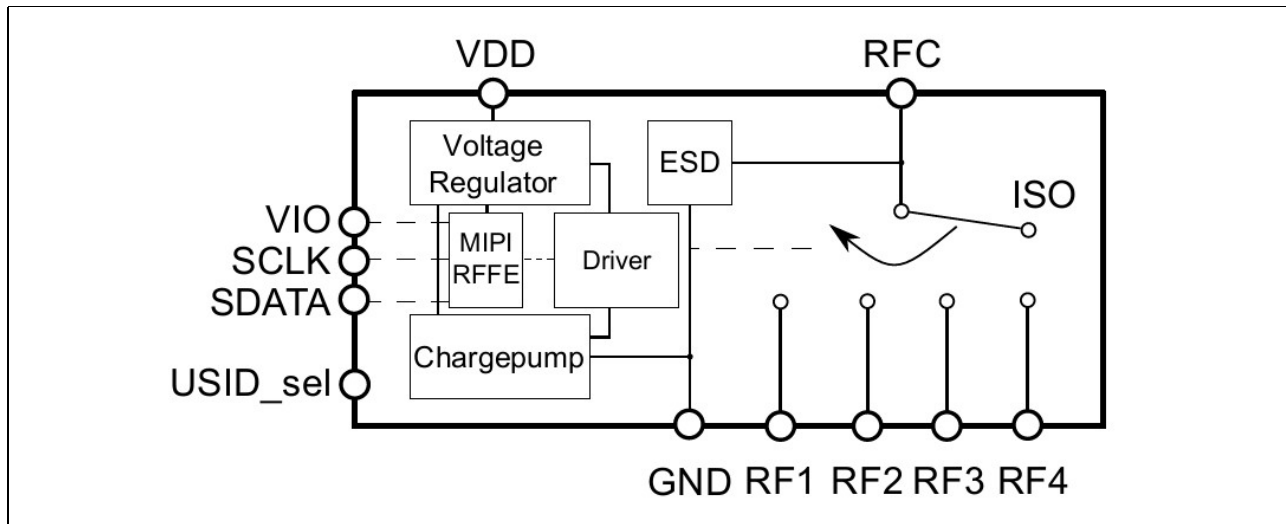 VDD
RFC
Voltage
Regulator
ESD
ISO
VIO
SCLK
SDATA
MIPI
RFFE
Driver
Chargepump
USID_sel
GND
RF1
RF2
RF3
RF4